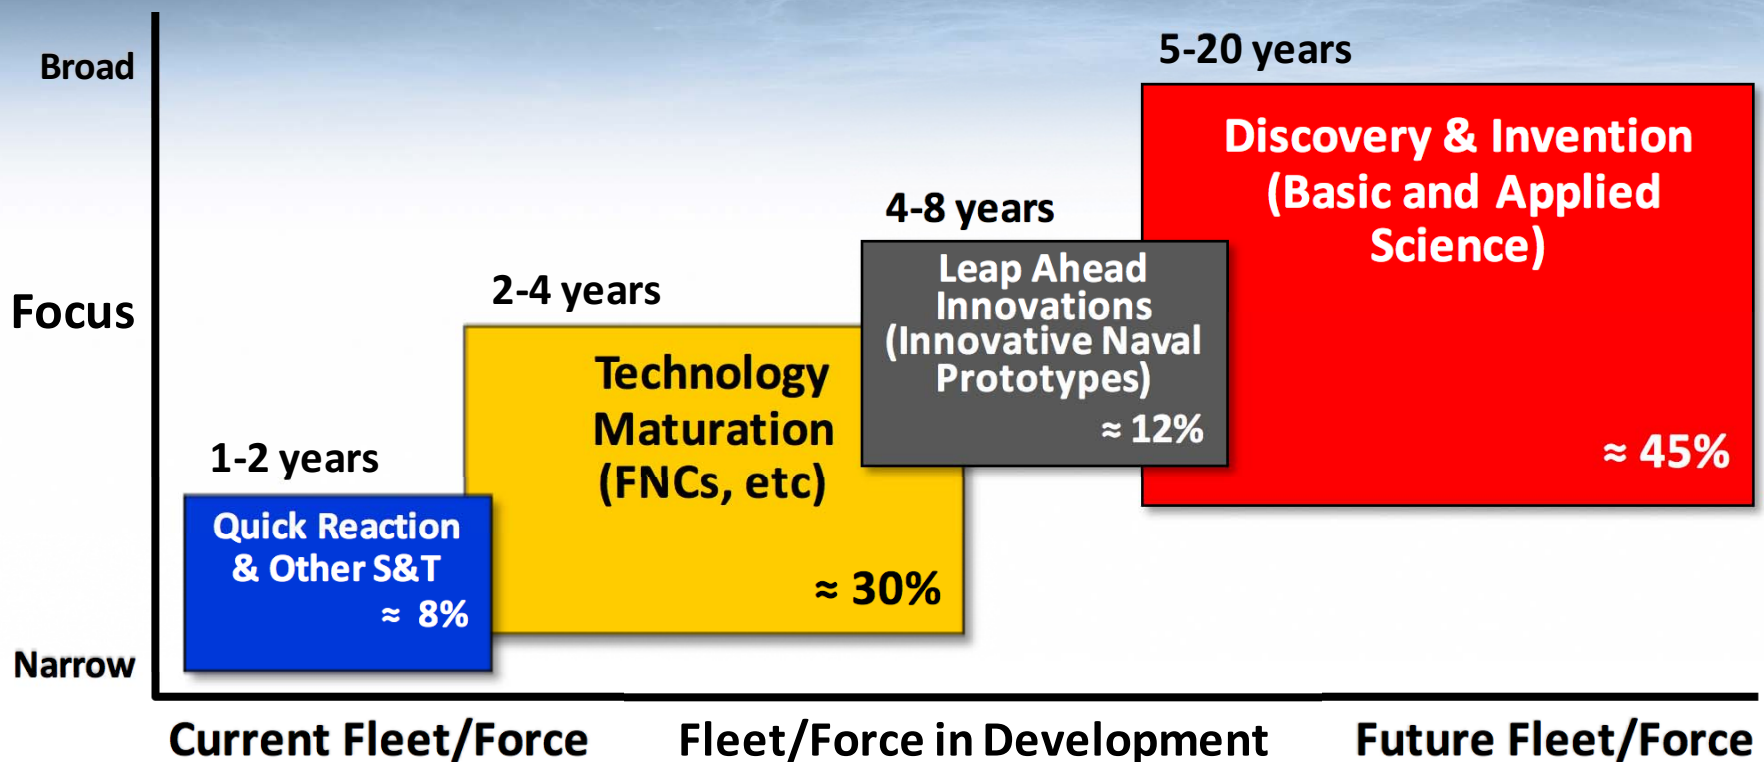 5-20 years
Broad
Discovery & Invention
(Basic and Applied
Science)
≈ 45%
4-8 years
Leap Ahead
Innovations
(Innovative Naval
Prototypes)
≈ 12%
2-4 years
Focus
Technology
Maturation
(FNCs, etc)
≈ 30%
1-2 years
Quick Reaction
& Other S&T
≈ 8%
Narrow
Current Fleet/Force
Fleet/Force in Development
Future Fleet/Force